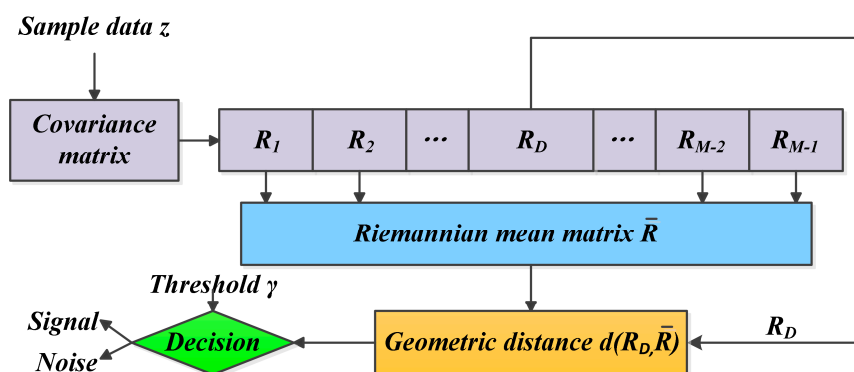 Sample data z
Covariance
matrix
R1 R2 ... RD ... RM-2 RM-1
Riemannian mean matrix R̄
Threshold γ
Signal
Noise
Decision
Geometric distance d(RD,R̄)
RD